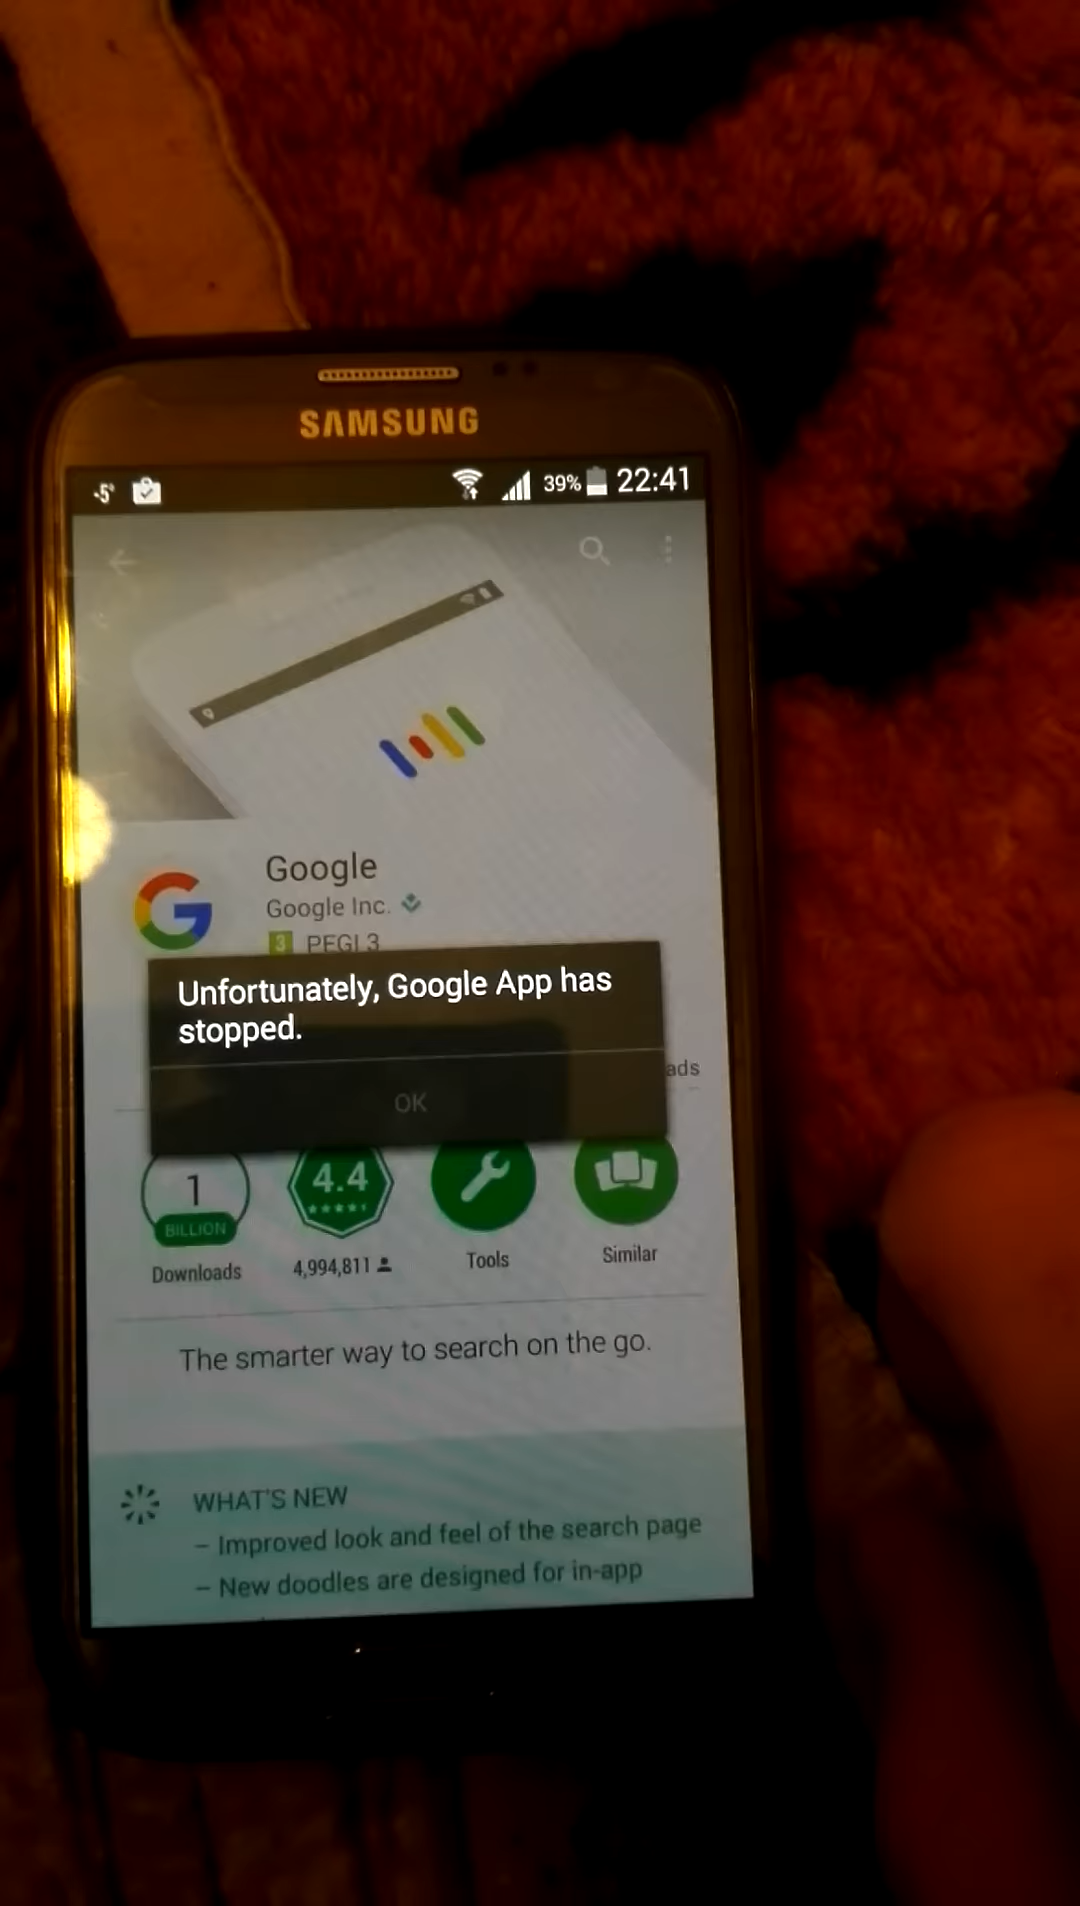 SAMSUNG
-5° 39% 22:41
Google
Google Inc.
3 PEGI 3
Unfortunately, Google App has
stopped.
ads
OK
1
BILLION
4.4
Downloads
4,994,811
Tools
Similar
The smarter way to search on the go.
WHAT'S NEW
– Improved look and feel of the search page
– New doodles are designed for in-app